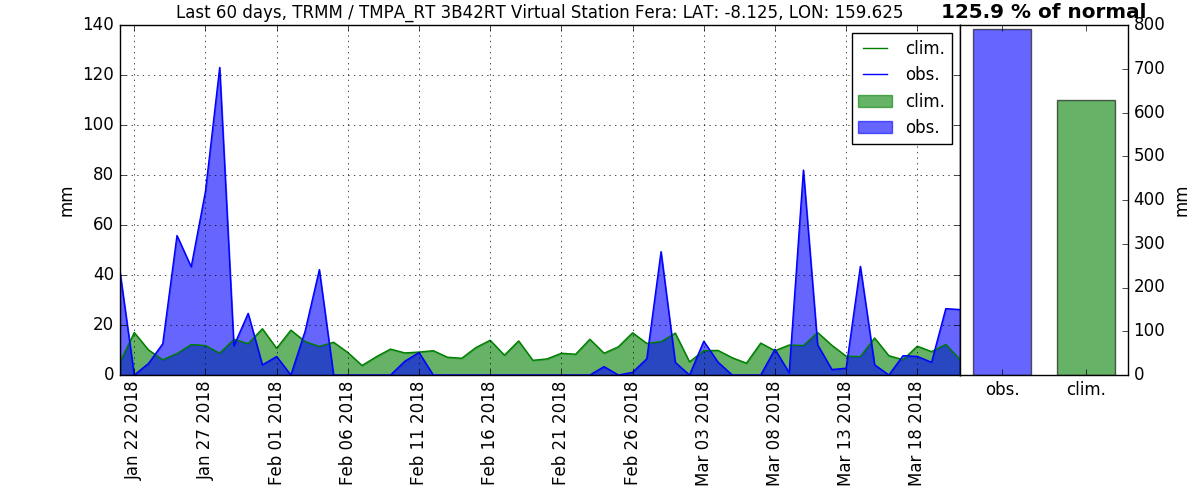 Last 60 days, TRMM / TMPA_RT 3B42RT Virtual Station Fera: LAT: -8.125, LON: 159.625
125.9 % of normal
140
120
100
80
60
40
20
0
mm
clim.
obs.
clim.
obs.
Jan 22 2018
Jan 27 2018
Feb 01 2018
Feb 06 2018
Feb 11 2018
Feb 16 2018
Feb 21 2018
Feb 26 2018
Mar 03 2018
Mar 08 2018
Mar 13 2018
Mar 18 2018
800
700
600
500
400
300
200
100
0
mm
obs.
clim.